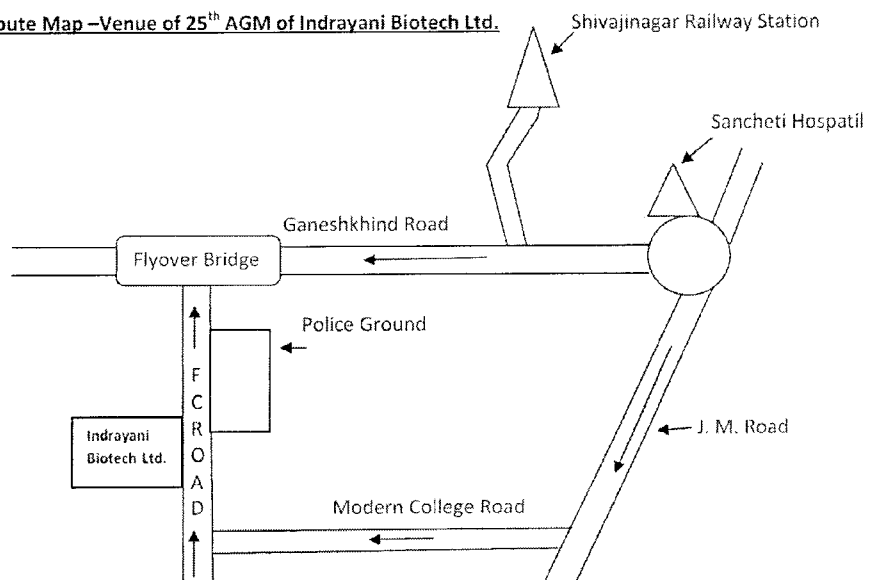 oute Map –Venue of 25th AGM of Indrayani Biotech Ltd.
Shivajinagar Railway Station
Sancheti Hospatil
Ganeshkhind Road
Flyover Bridge
Police Ground
FCROAD
Indrayani
Biotech Ltd.
J. M. Road
Modern College Road